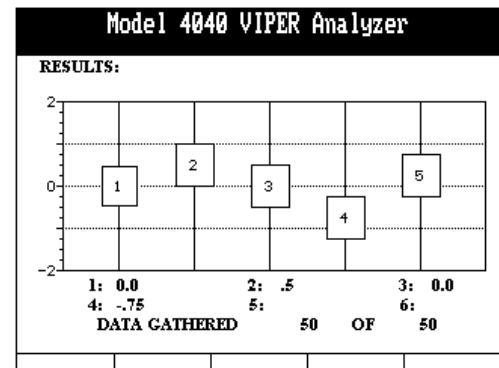 Model 4040 VIPER Analyzer
RESULTS:
2
0
-2
1
2
3
4
5
1: 0.0 2: .5 3: 0.0
4: -.75 5: 6:
DATA GATHERED 50 OF 50